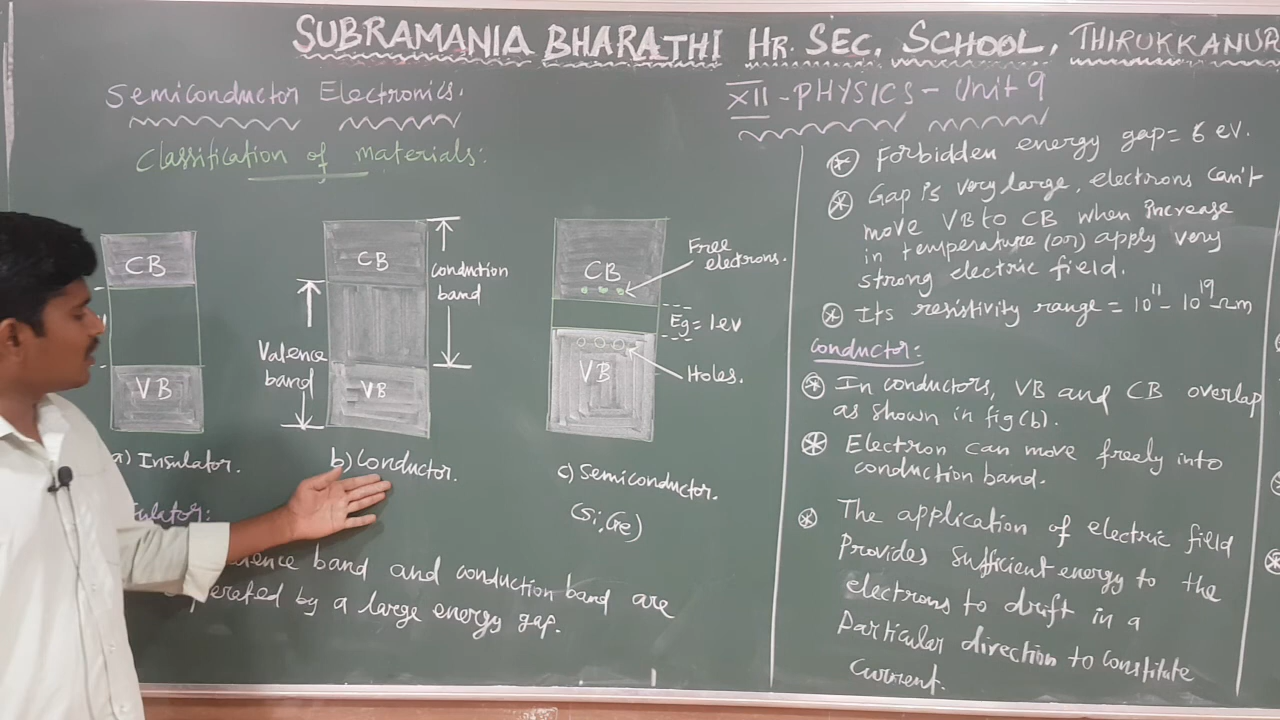 SUBRAMANIA BHARATHI HR. SEC. SCHOOL, THIRUKKANUR
Semiconductor Electronics.
XII - PHYSICS - Unit 9
Classification of materials:
CB
VB
a) Insulator.
CB
VB
conduction
band
Valence
band
b) Conductor.
CB
VB
Free
electrons.
Eg = 1ev
Holes.
c) Semiconductor.
(Si, Ge)
band and conduction band are
by a large energy gap.
⊛ Forbidden energy gap = 6 eV.
⊛ Gap is very large, electrons can't
move VB to CB when increase
in temperature (or) apply very
strong electric field.
⊛ Its resistivity range = 10¹¹ - 10¹⁹ Ωm
Conductor:
⊛ In conductors, VB and CB overlap
as shown in fig (b).
⊛ Electron can move freely into
conduction band.
⊛ The application of electric field
Provides sufficient energy to the
electrons to drift in a
Particular direction to constitute
Current.